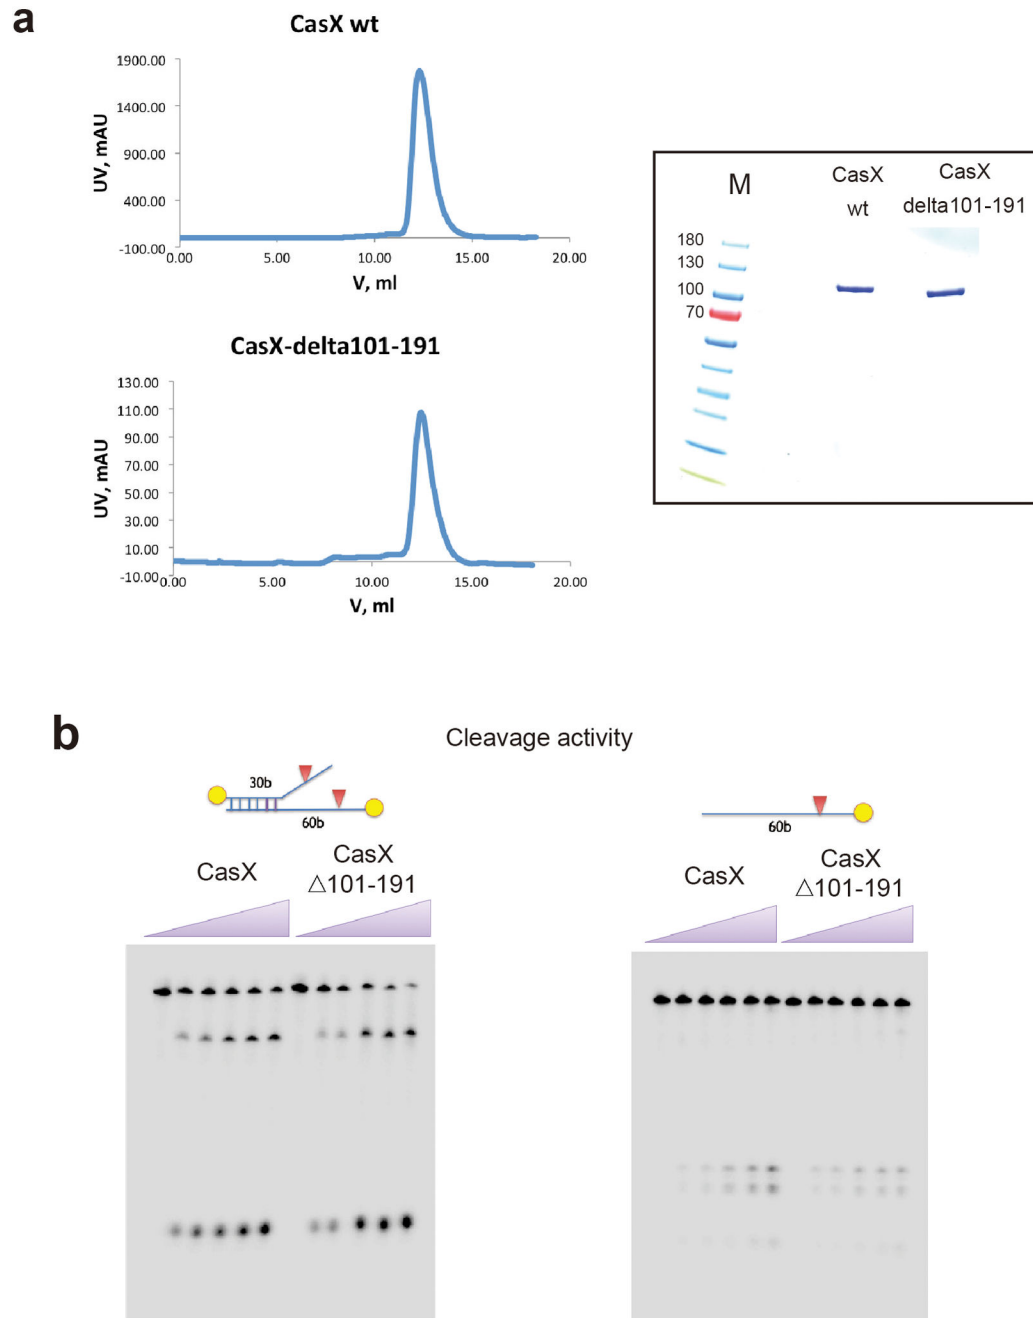 a
CasX wt
1900.00
1400.00
900.00
400.00
-100.00
0.00 5.00 10.00 15.00 20.00
UV, mAU
V, ml
CasX-delta101-191
130.00
110.00
90.00
70.00
50.00
30.00
10.00
-10.00
0.00 5.00 10.00 15.00 20.00
UV, mAU
V, ml
M
CasX
wt
CasX
delta101-191
180
130
100
70
b
Cleavage activity
30b
60b
CasX
CasX
△101-191
60b
CasX
CasX
△101-191